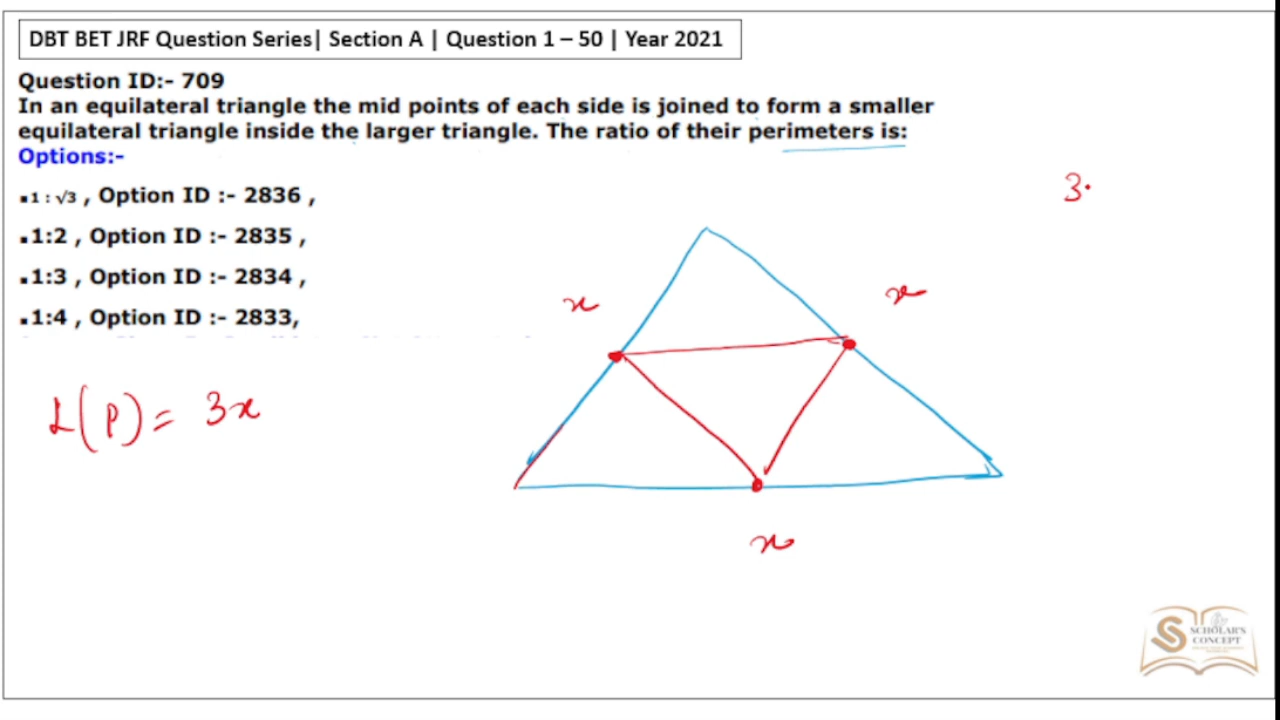 DBT BET JRF Question Series| Section A | Question 1 – 50 | Year 2021
Question ID:- 709
In an equilateral triangle the mid points of each side is joined to form a smaller
equilateral triangle inside the larger triangle. The ratio of their perimeters is:
Options:-
▪1 : √3 , Option ID :- 2836 ,
▪1:2 , Option ID :- 2835 ,
▪1:3 , Option ID :- 2834 ,
▪1:4 , Option ID :- 2833,
3·
x
x
L(P) = 3x
x
S
SCHOLAR'S
CONCEPT